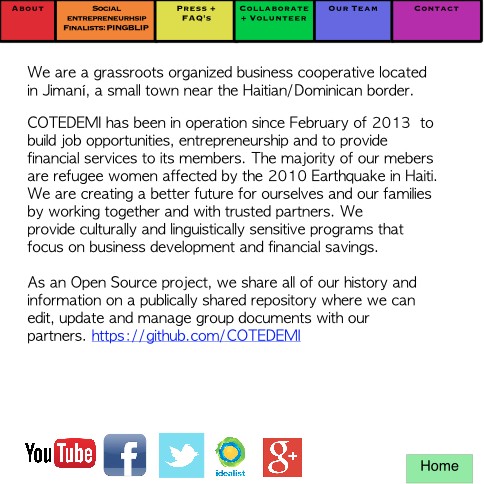 About
Social
entrepreneurhsip
Finalists: PINGBLIP
Press +
FAQ's
Collaborate
+ Volunteer
Our Team
Contact
We are a grassroots organized business cooperative located
in Jimaní, a small town near the Haitian/Dominican border.
COTEDEMI has been in operation since February of 2013 to
build job opportunities, entrepreneurship and to provide
financial services to its members. The majority of our mebers
are refugee women affected by the 2010 Earthquake in Haiti.
We are creating a better future for ourselves and our families
by working together and with trusted partners. We
provide culturally and linguistically sensitive programs that
focus on business development and financial savings.
As an Open Source project, we share all of our history and
information on a publically shared repository where we can
edit, update and manage group documents with our
partners. https://github.com/COTEDEMI
YouTube
f
idealist
g+
Home